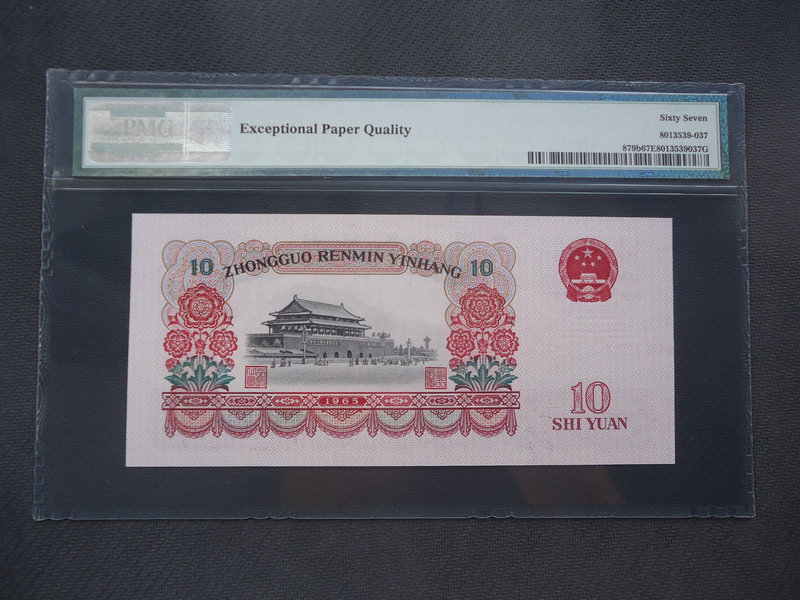 PMG
Exceptional Paper Quality
Sixty Seven
8013539-037
879b67E8013539037G
10
ZHONGGUO RENMIN YINHANG
10
1965
10
SHI YUAN